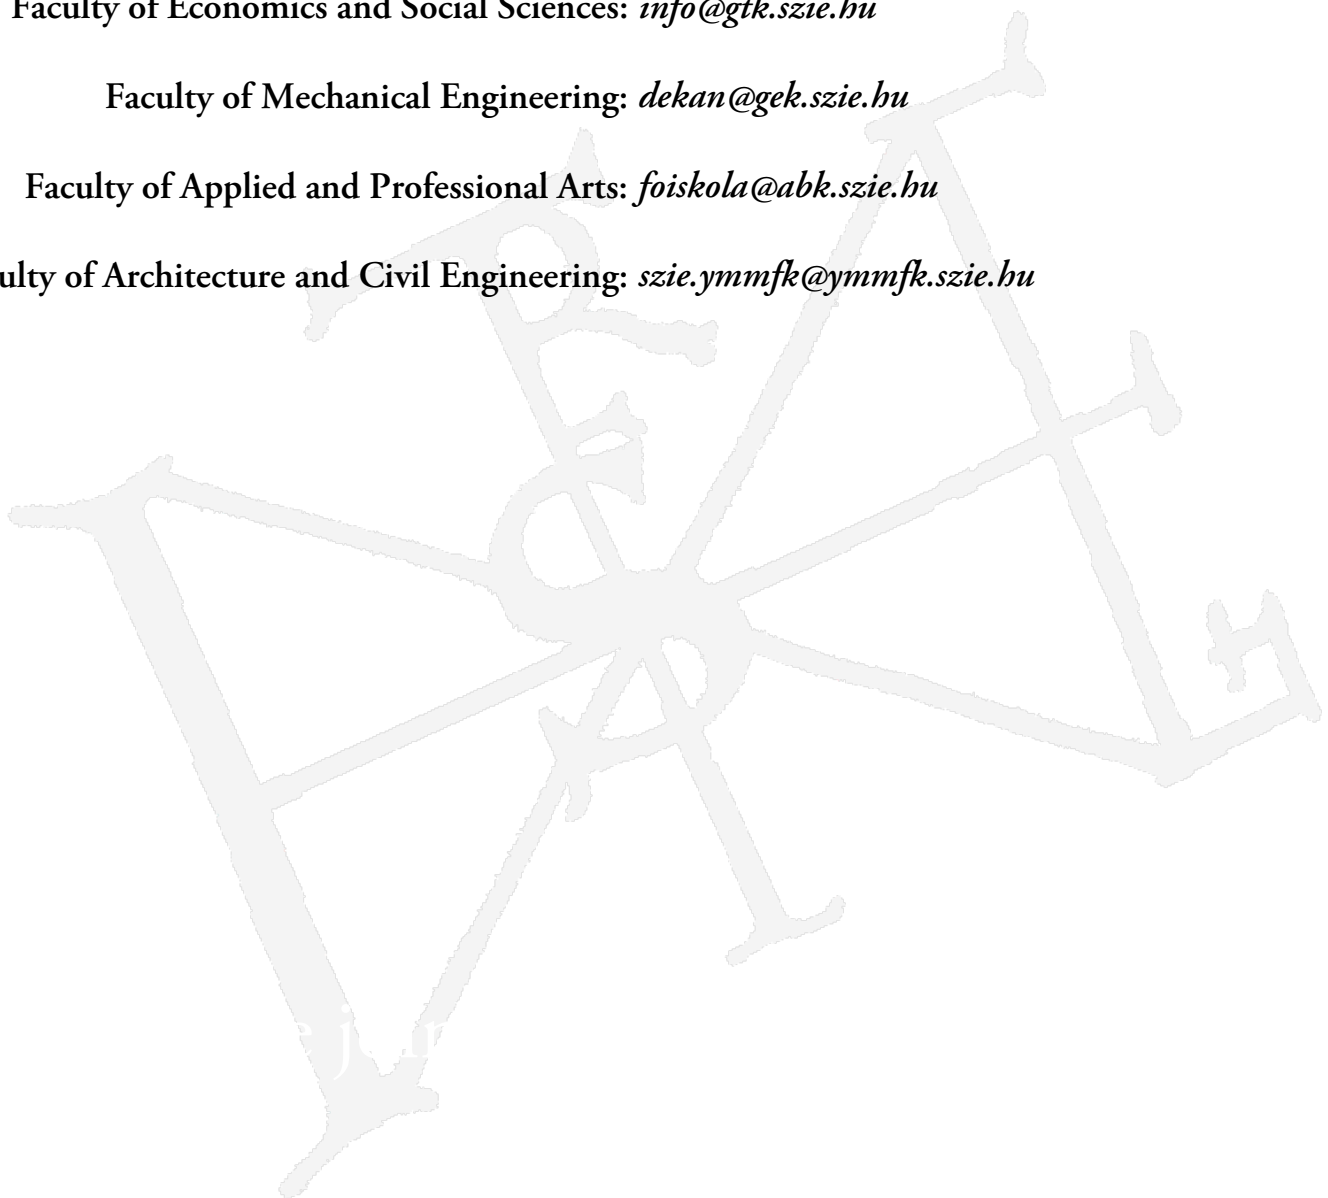 Faculty of Economics and Social Sciences: info@gtk.szie.hu
Faculty of Mechanical Engineering: dekan@gek.szie.hu
Faculty of Applied and Professional Arts: foiskola@abk.szie.hu
ulty of Architecture and Civil Engineering: szie.ymmfk@ymmfk.szie.hu